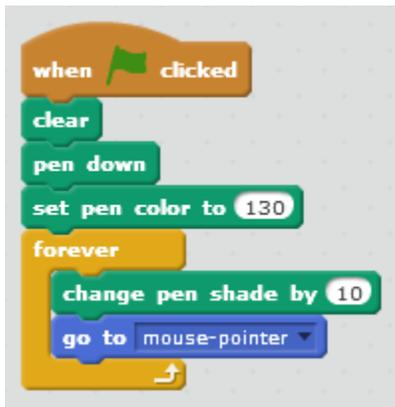 when clicked
clear
pen down
set pen color to 130
forever
change pen shade by 10
go to mouse-pointer